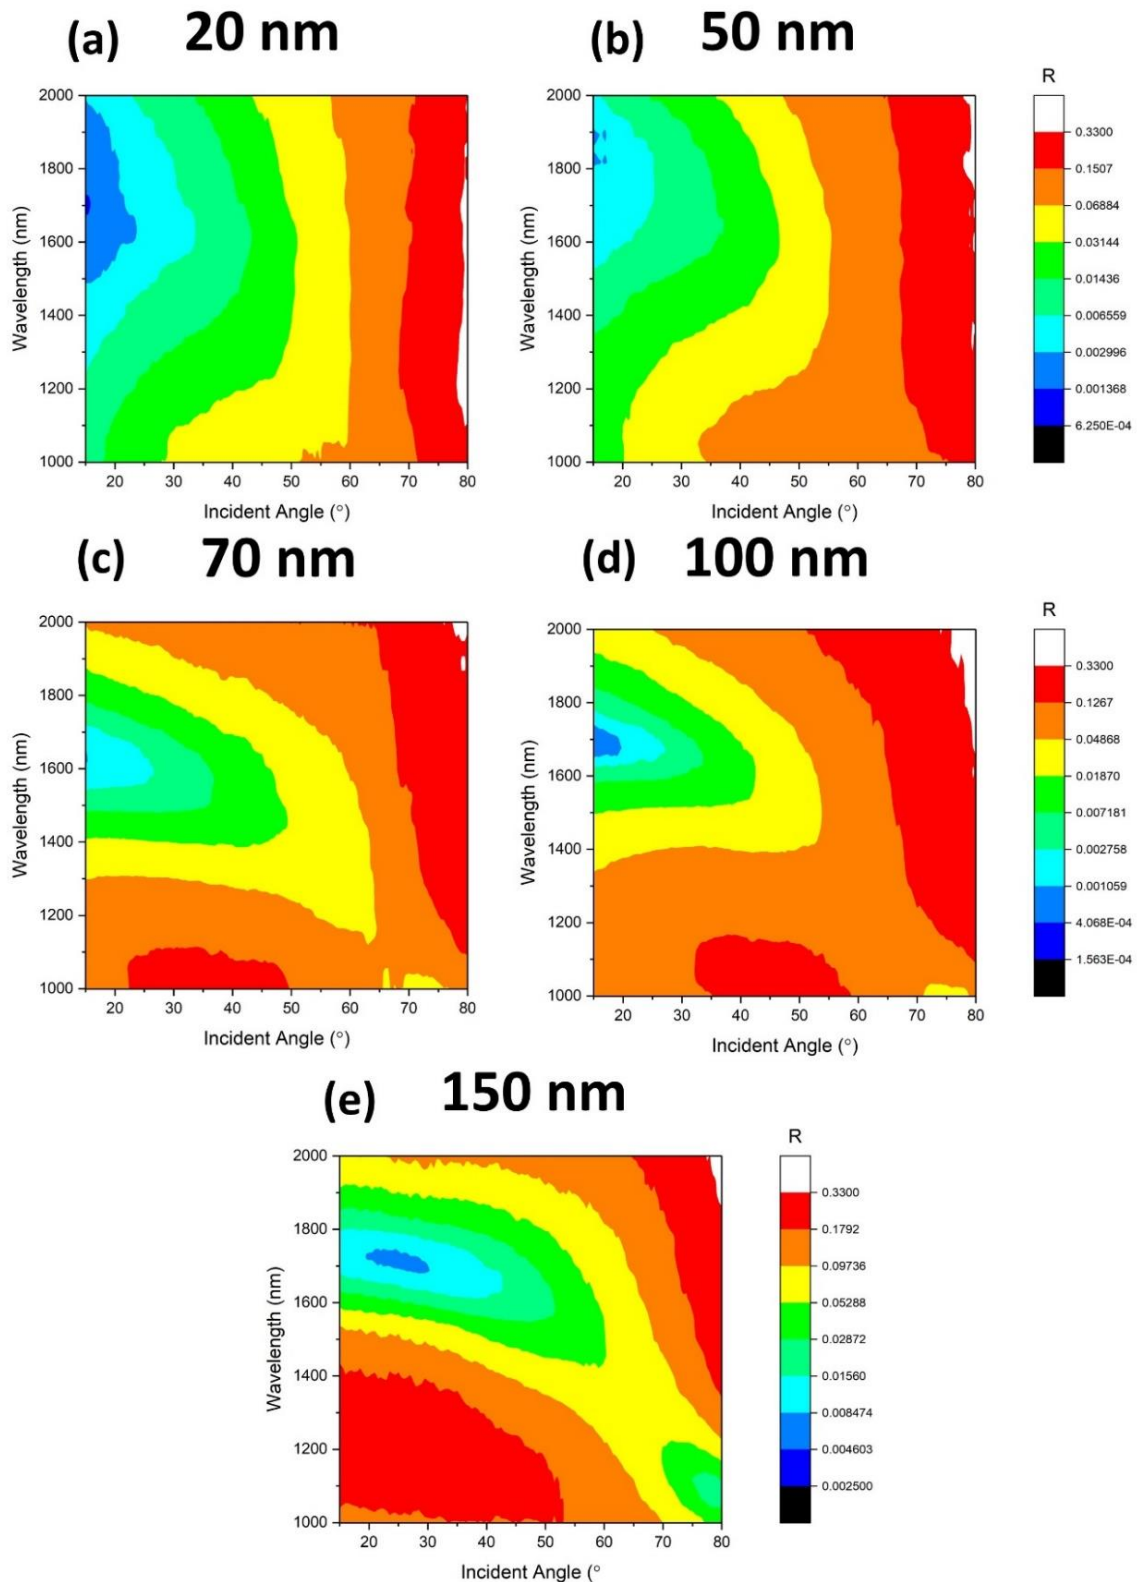 (a) 20 nm
(b) 50 nm
R
2000
1800
1600
1400
1200
1000
Wavelength (nm)
20 30 40 50 60 70 80
Incident Angle (°)
2000
1800
1600
1400
1200
1000
Wavelength (nm)
20 30 40 50 60 70 80
Incident Angle (°)
0.3300
0.1507
0.06884
0.03144
0.01436
0.006559
0.002996
0.001368
6.250E-04
(c) 70 nm
(d) 100 nm
R
2000
1800
1600
1400
1200
1000
Wavelength (nm)
20 30 40 50 60 70 80
Incident Angle (°)
2000
1800
1600
1400
1200
1000
Wavelength (nm)
20 30 40 50 60 70 80
Incident Angle (°)
0.3300
0.1267
0.04868
0.01870
0.007181
0.002758
0.001059
4.068E-04
1.563E-04
(e) 150 nm
R
2000
1800
1600
1400
1200
1000
Wavelength (nm)
20 30 40 50 60 70 80
Incident Angle (°
0.3300
0.1792
0.09736
0.05288
0.02872
0.01560
0.008474
0.004603
0.002500